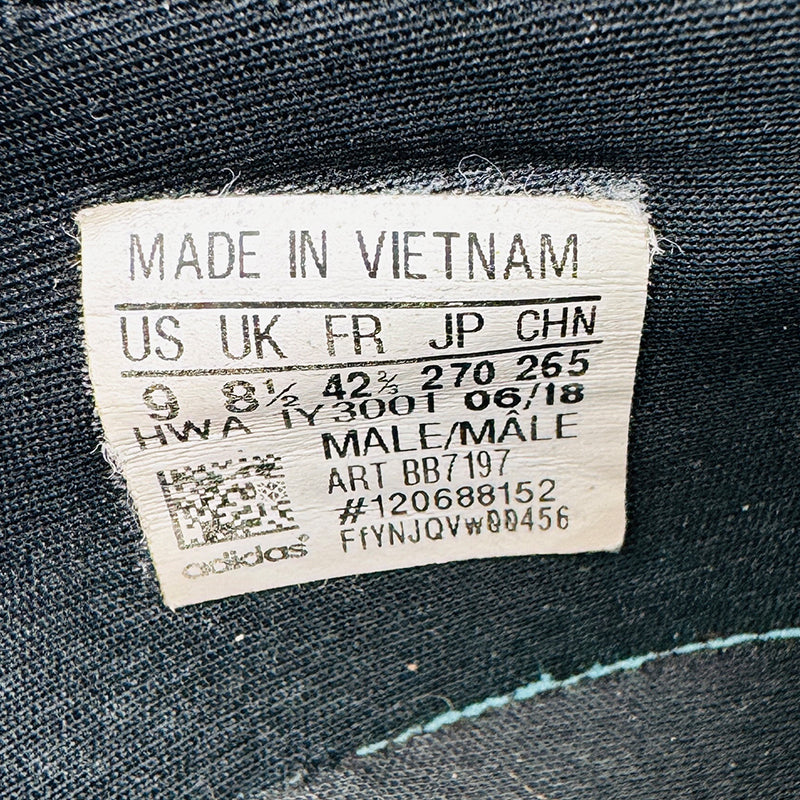 MADE IN VIETNAM
US UK FR JP CHN
9 8½ 42⅔ 270 265
HWA 1Y3001 06/18
MALE/MÂLE
ART BB7197
#120688152
FfYNJQVw00456
adidas